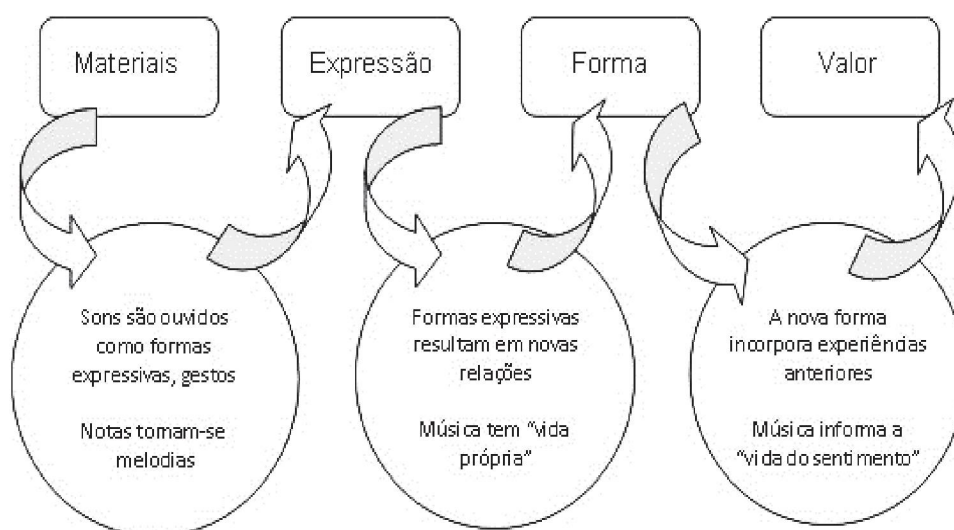 Materiais
Expressão
Forma
Valor
Sons são ouvidos
como formas
expressivas, gestos
Notas tornam-se
melodias
Formas expressivas
resultam em novas
relações
Música tem “vida
própria”
A nova forma
incorpora experiências
anteriores
Música informa a
“vida do sentimento”